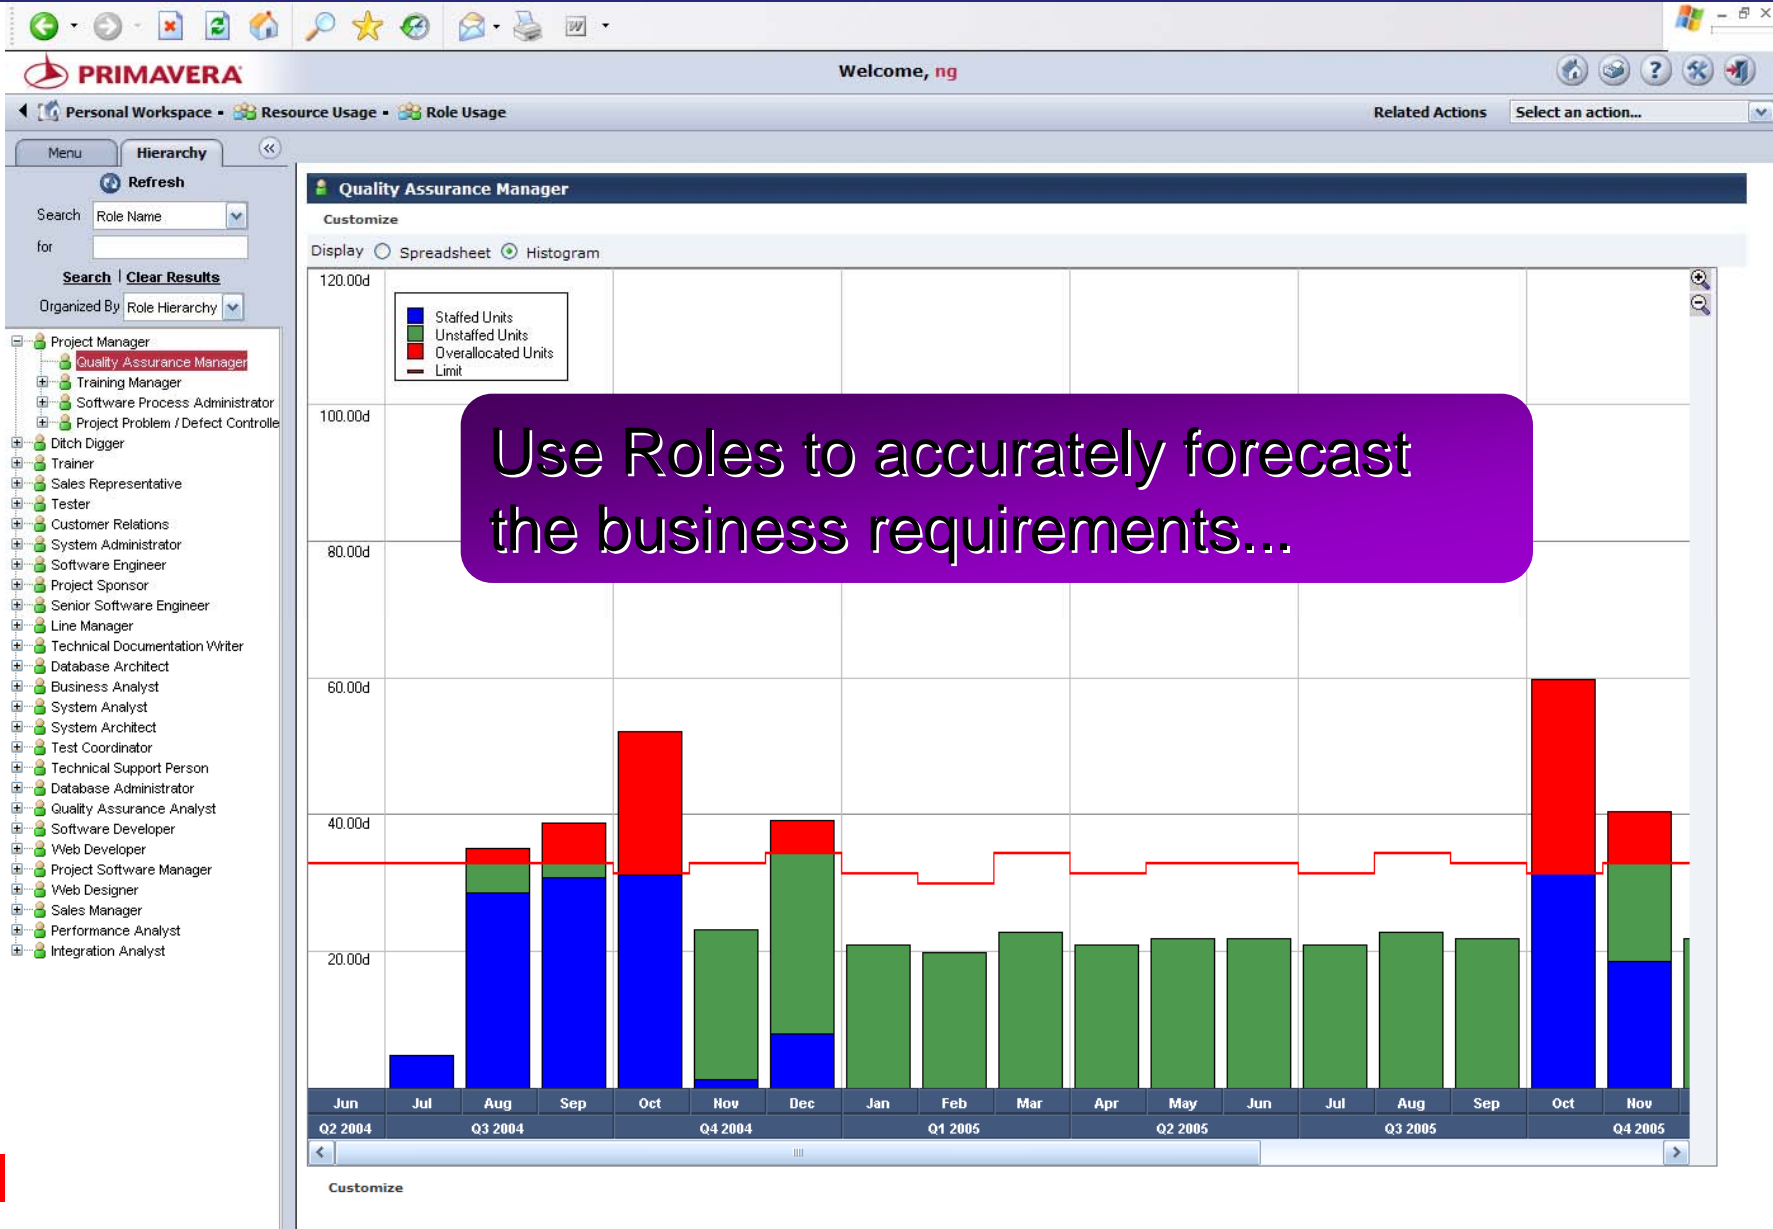 PRIMAVERA
Welcome, ng
Personal Workspace ▪ Resource Usage ▪ Role Usage
Related Actions Select an action...
Menu Hierarchy
Refresh
Search Role Name
for
Search | Clear Results
Organized By Role Hierarchy
Project Manager
Quality Assurance Manager
Training Manager
Software Process Administrator
Project Problem / Defect Controlle
Ditch Digger
Trainer
Sales Representative
Tester
Customer Relations
System Administrator
Software Engineer
Project Sponsor
Senior Software Engineer
Line Manager
Technical Documentation Writer
Database Architect
Business Analyst
System Analyst
System Architect
Test Coordinator
Technical Support Person
Database Administrator
Quality Assurance Analyst
Software Developer
Web Developer
Project Software Manager
Web Designer
Sales Manager
Performance Analyst
Integration Analyst
Quality Assurance Manager
Customize
Display Spreadsheet Histogram
120.00d
Staffed Units
Unstaffed Units
Overallocated Units
Limit
100.00d
Use Roles to accurately forecast
the business requirements...
80.00d
60.00d
40.00d
20.00d
Jun Jul Aug Sep Oct Nov Dec Jan Feb Mar Apr May Jun Jul Aug Sep Oct Nov
Q2 2004 Q3 2004 Q4 2004 Q1 2005 Q2 2005 Q3 2005 Q4 2005
Customize